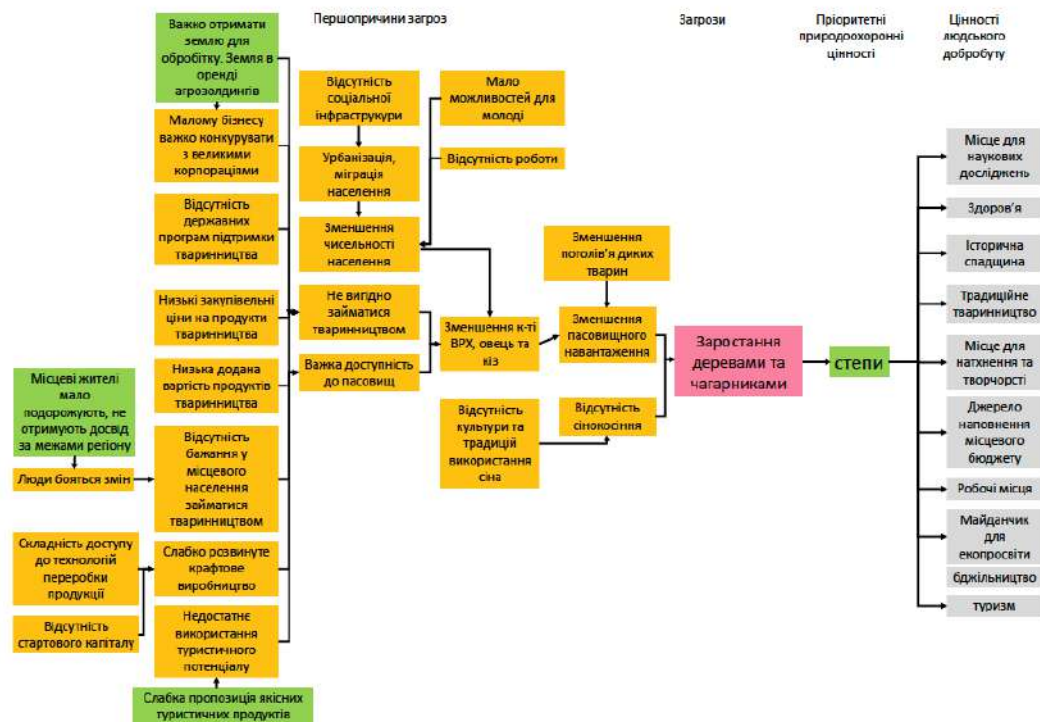 Першопричини загроз
Загрози
Пріоритетні
природоохоронні
цінності
Цінності
людського
добробуту
Важко отримати
землю для
обробітку. Земля в
оренді
агрозолдингів
Малому бізнесу
важко конкурувати
з великими
корпораціями
Відсутність
державних
програм підтримки
тваринництва
Низькі закупівельні
ціни на продукти
тваринництва
Низька додана
вартість продуктів
тваринництва
Місцеві жителі
мало
подорожують, не
отримують досвід
за межами регіону
Люди бояться змін
Відсутність
бажання у
місцевого
населення
займатися
тваринництвом
Складність доступу
до технологій
переробки
продукції
Відсутність
стартового капіталу
Слабко розвинуте
крафтове
виробництво
Недостатнє
використання
туристичного
потенціалу
Слабка пропозиція якісних
туристичних продуктів
Відсутність
соціальної
інфраструкури
Урбанізація,
міграція
населення
Зменшення
чисельності
населення
Мало
можливостей для
молоді
Відсутність роботи
Не вигідно
займатися
тваринництвом
Важка доступність
до пасовищ
Зменшення к-ті
ВРХ, овець та
кіз
Відсутність
культури та
традицій
використання
сіна
Зменшення
поголів'я диких
тварин
Зменшення
пасовищного
навантаження
Відсутність
сінокосіння
Заростання
деревами та
чагарниками
степи
Місце для
наукових
досліджень
Здоров'я
Історична
спадщина
Традиційне
тваринництво
Місце для
натхнення та
творчості
Джерело
наповнення
місцевого
бюджету
Робочі місця
Майданчик
для
екопросвіти
бджільництво
туризм